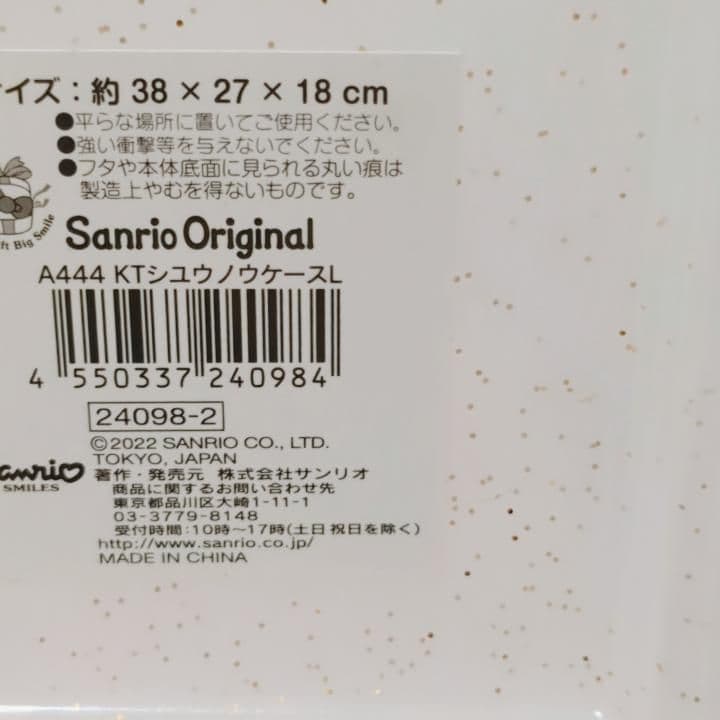 イズ：約 38 × 27 × 18 cm
●平らな場所に置いてご使用ください。
●強い衝撃等を与えないでください。
●フタや本体底面に見られる丸い痕は
製造上やむを得ないものです。
ft Big Smile
Sanrio Original
A444 KTシユウノウケースL
4 550337 240984
24098-2
©2022 SANRIO CO., LTD.
TOKYO, JAPAN
anrio
SMILES
著作・発売元 株式会社サンリオ
商品に関するお問い合わせ先
東京都品川区大崎1-11-1
03-3779-8148
受付時間:10時～17時(土日祝日を除く)
http://www.sanrio.co.jp/
MADE IN CHINA